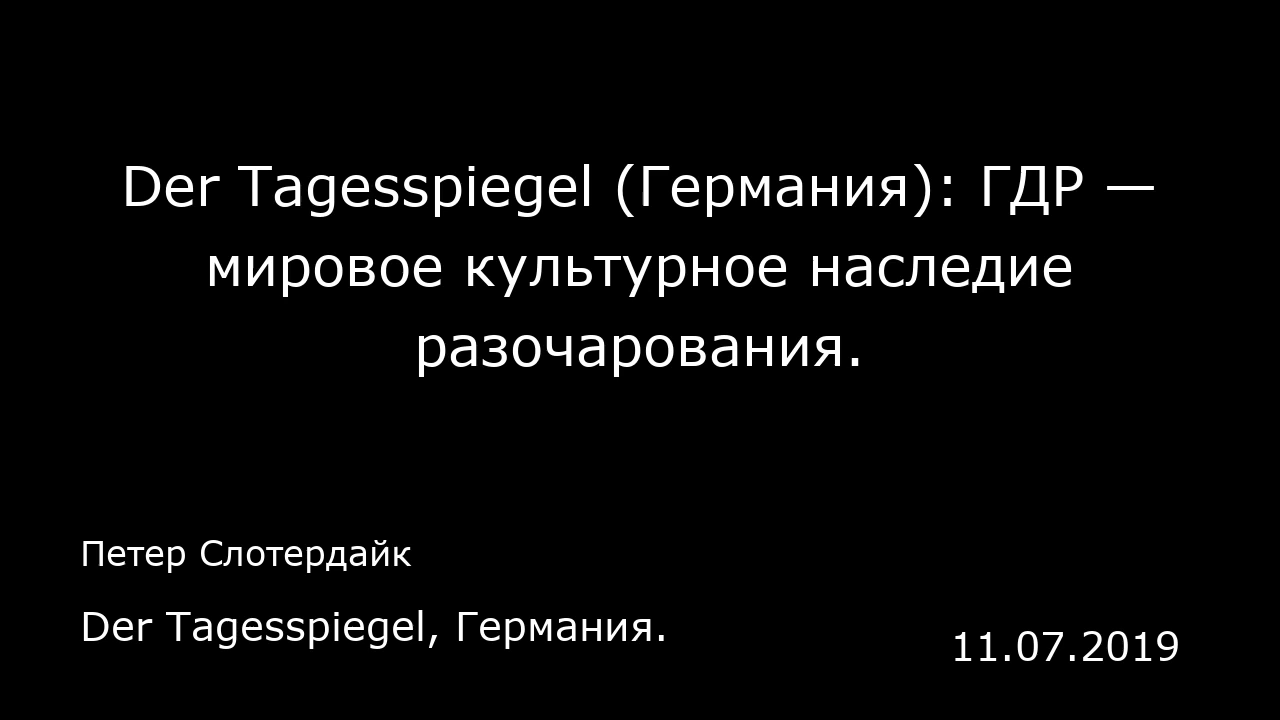 Der Tagesspiegel (Германия): ГДР —
мировое культурное наследие
разочарования.
Петер Слотердайк
Der Tagesspiegel, Германия.
11.07.2019